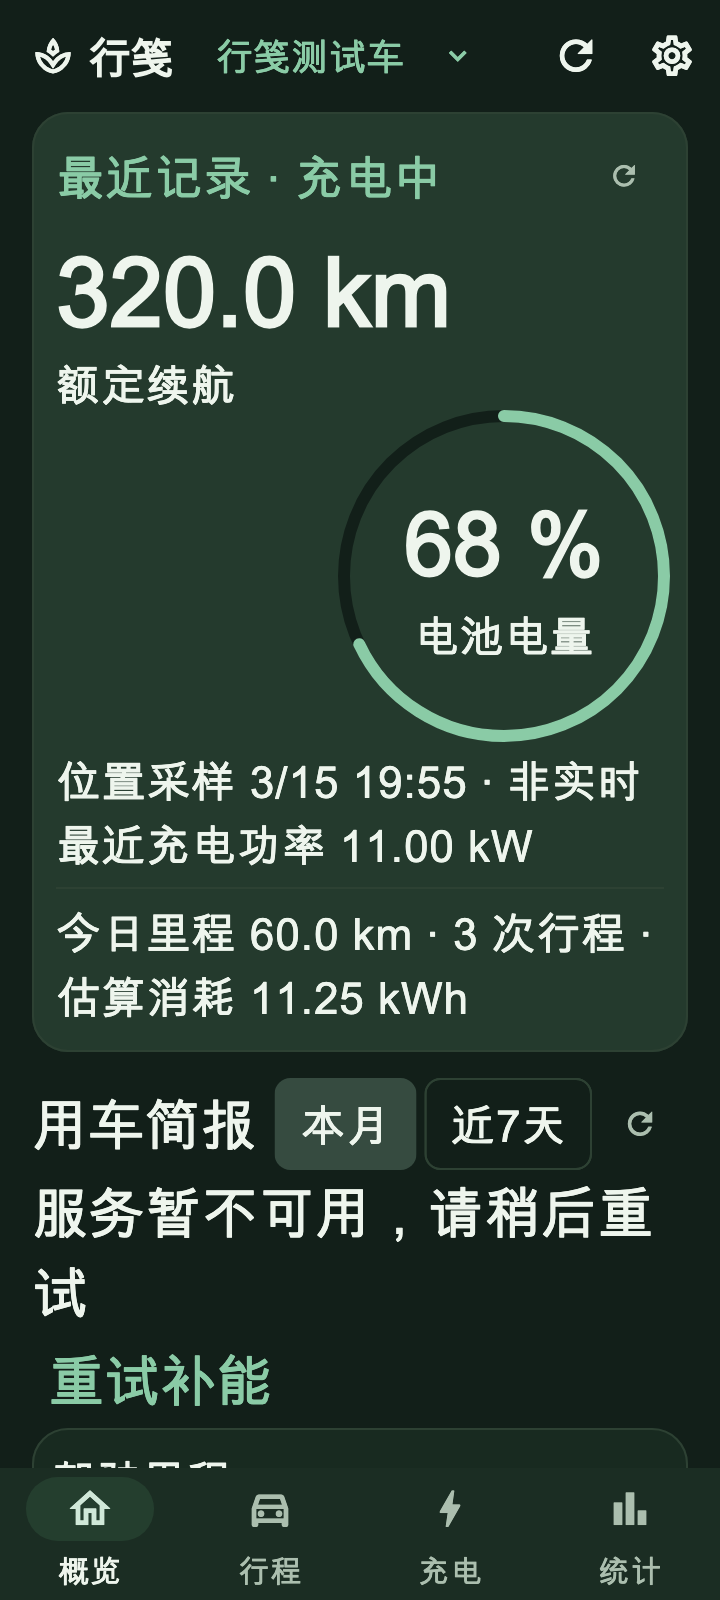 行笺
行笺测试车
最近记录 · 充电中
320.0 km
额定续航
68 %
电池电量
位置采样 3/15 19:55 · 非实时
最近充电功率 11.00 kW
今日里程 60.0 km · 3 次行程 ·
估算消耗 11.25 kWh
用车简报
本月
近7天
服务暂不可用，请稍后重
试
重试补能
概览
行程
充电
统计